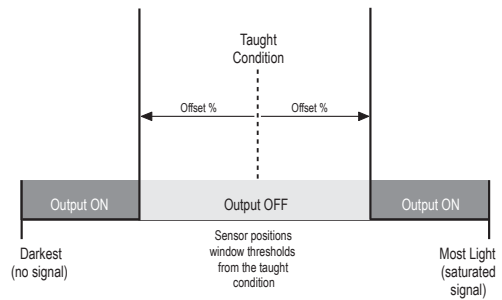 Taught
Condition
Offset %
Offset %
Output ON
Output OFF
Output ON
Darkest
(no signal)
Sensor positions
window thresholds
from the taught
condition
Most Light
(saturated
signal)